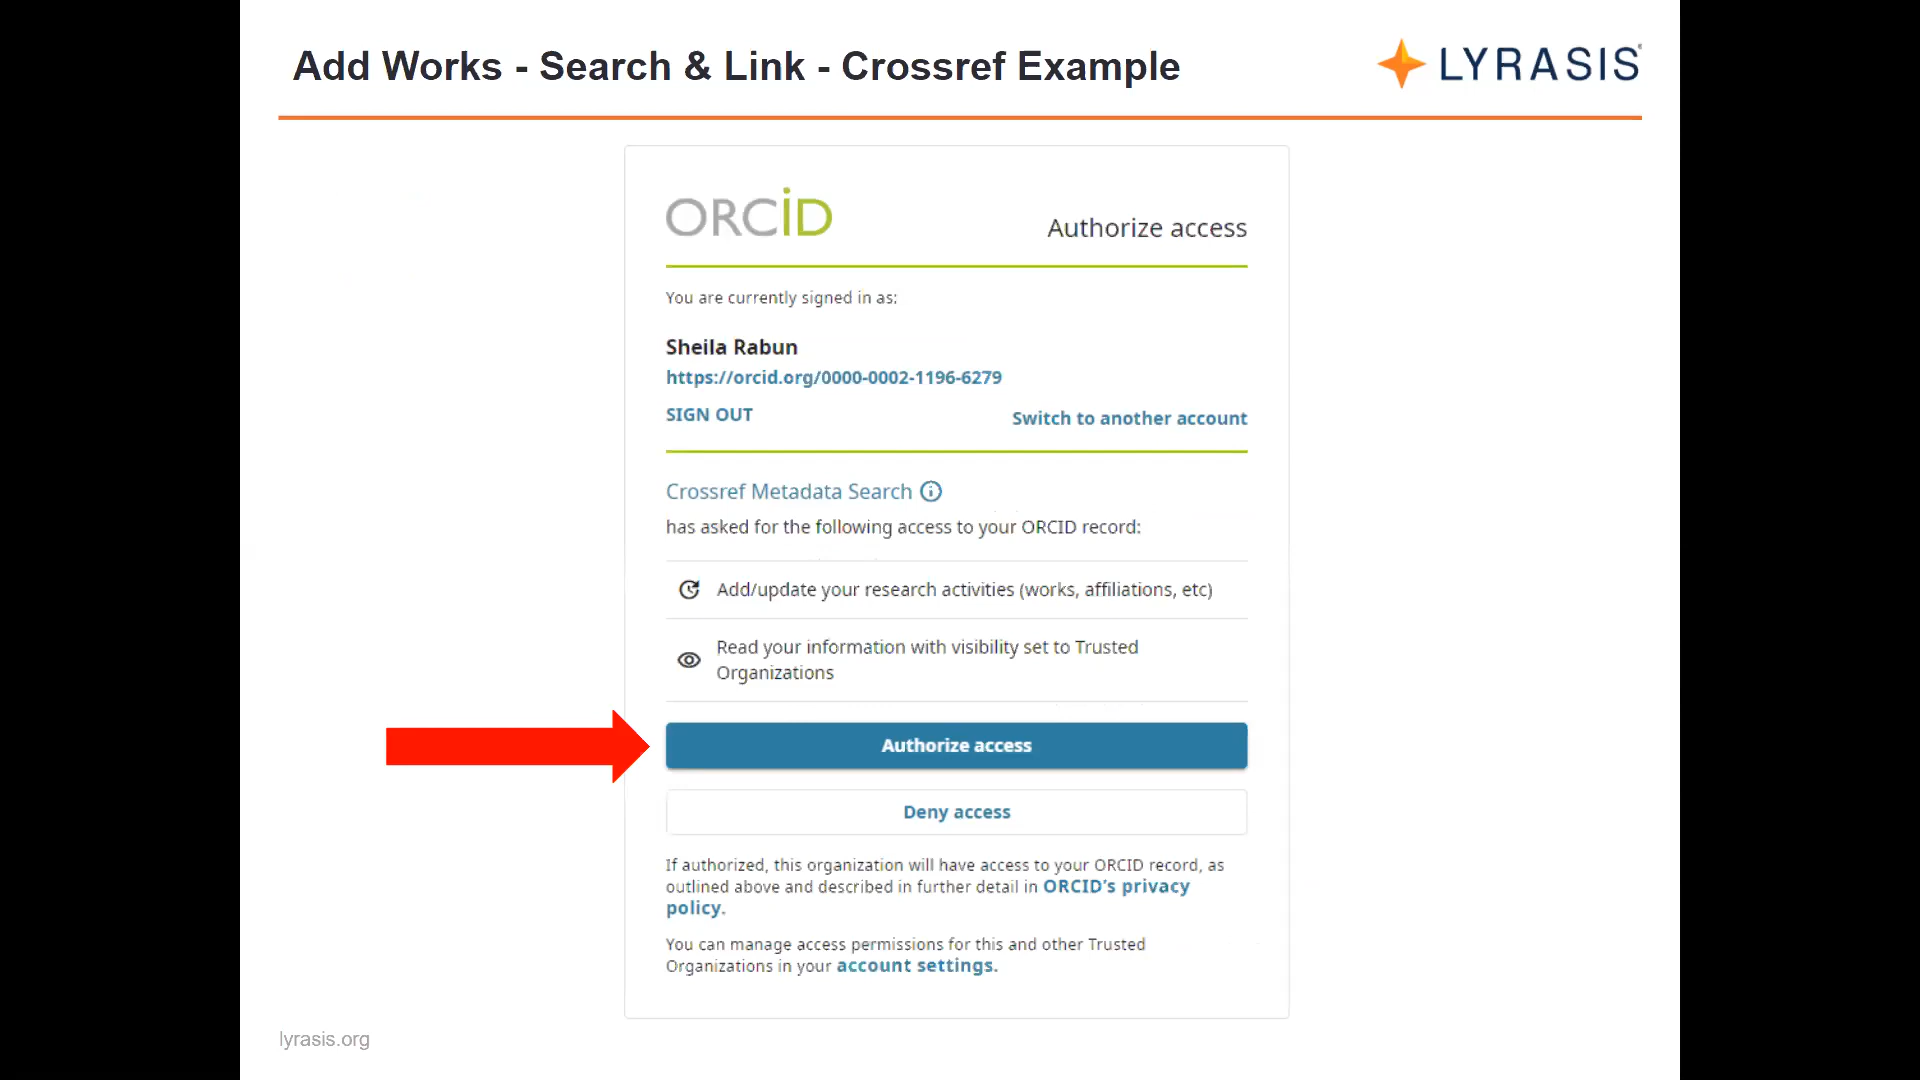 Add Works - Search & Link - Crossref Example
LYRASIS
ORCiD
Authorize access
You are currently signed in as:
Sheila Rabun
https://orcid.org/0000-0002-1196-6279
SIGN OUT
Switch to another account
Crossref Metadata Search
has asked for the following access to your ORCID record:
Add/update your research activities (works, affiliations, etc)
Read your information with visibility set to Trusted
Organizations
Authorize access
Deny access
If authorized, this organization will have access to your ORCID record, as
outlined above and described in further detail in ORCID's privacy
policy.
You can manage access permissions for this and other Trusted
Organizations in your account settings.
lyrasis.org